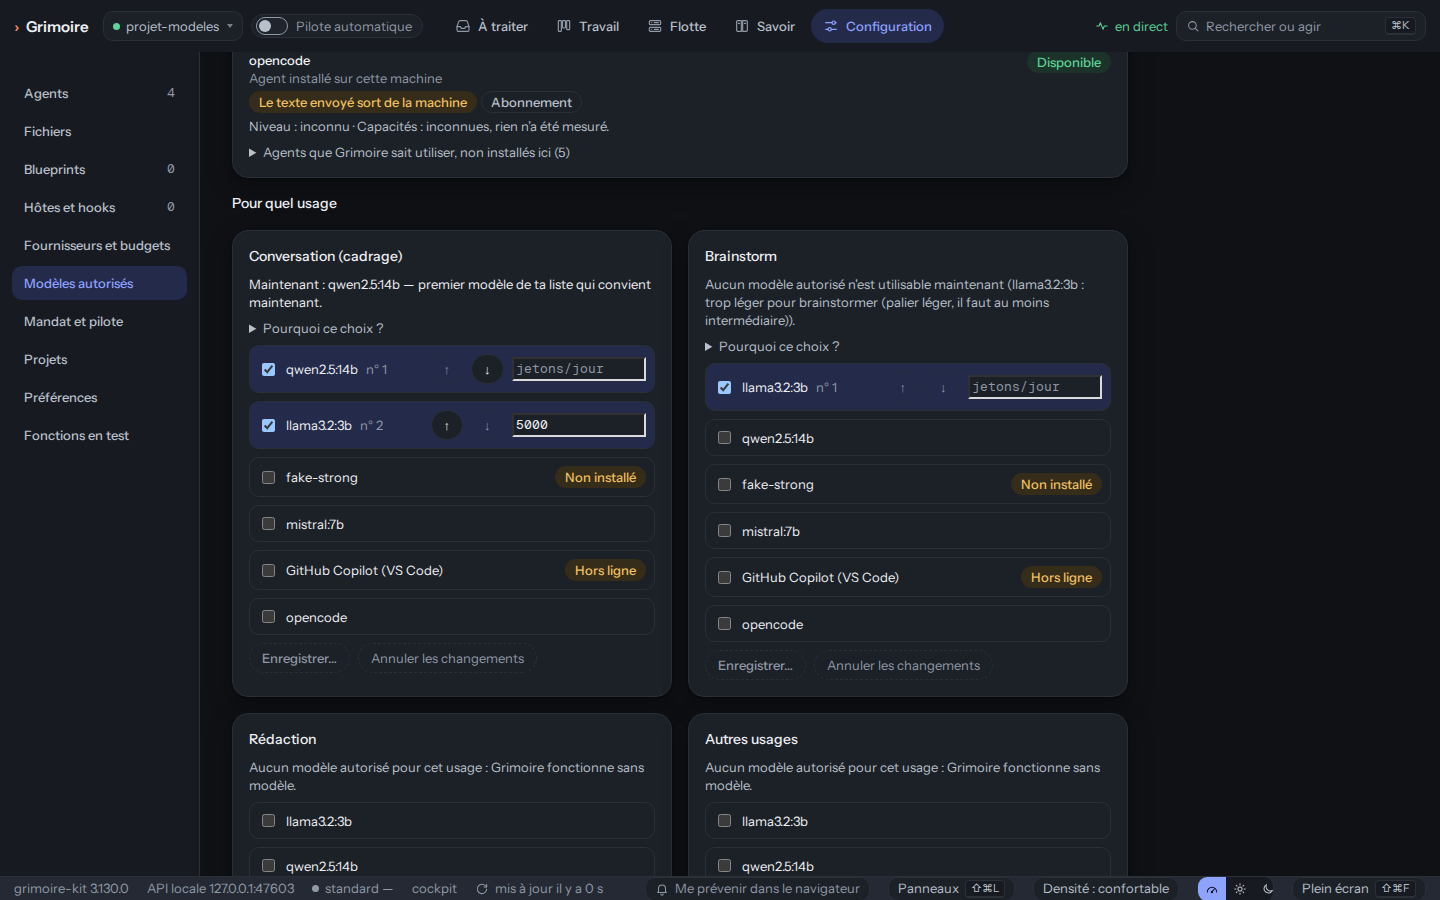 › Grimoire
projet-modeles
Pilote automatique
À traiter
Travail
Flotte
Savoir
Configuration
en direct
Rechercher ou agir
⌘K
Agents 4
Fichiers
Blueprints 0
Hôtes et hooks 0
Fournisseurs et budgets
Modèles autorisés
Mandat et pilote
Projets
Préférences
Fonctions en test
opencode
Disponible
Agent installé sur cette machine
Le texte envoyé sort de la machine
Abonnement
Niveau : inconnu · Capacités : inconnues, rien n'a été mesuré.
▶ Agents que Grimoire sait utiliser, non installés ici (5)
Pour quel usage
Conversation (cadrage)
Maintenant : qwen2.5:14b — premier modèle de ta liste qui convient
maintenant.
▶ Pourquoi ce choix ?
qwen2.5:14b n° 1 ↑ ↓ jetons/jour
llama3.2:3b n° 2 ↑ ↓ 5000
fake-strong Non installé
mistral:7b
GitHub Copilot (VS Code) Hors ligne
opencode
Enregistrer…
Annuler les changements
Brainstorm
Aucun modèle autorisé n'est utilisable maintenant (llama3.2:3b :
trop léger pour brainstormer (palier léger, il faut au moins
intermédiaire)).
▶ Pourquoi ce choix ?
llama3.2:3b n° 1 ↑ ↓ jetons/jour
qwen2.5:14b
fake-strong Non installé
mistral:7b
GitHub Copilot (VS Code) Hors ligne
opencode
Enregistrer…
Annuler les changements
Rédaction
Aucun modèle autorisé pour cet usage : Grimoire fonctionne sans
modèle.
llama3.2:3b
qwen2.5:14b
Autres usages
Aucun modèle autorisé pour cet usage : Grimoire fonctionne sans
modèle.
llama3.2:3b
qwen2.5:14b
grimoire-kit 3.130.0
API locale 127.0.0.1:47603
standard —
cockpit
mis à jour il y a 0 s
Me prévenir dans le navigateur
Panneaux ⇧⌘L
Densité : confortable
Plein écran ⇧⌘F